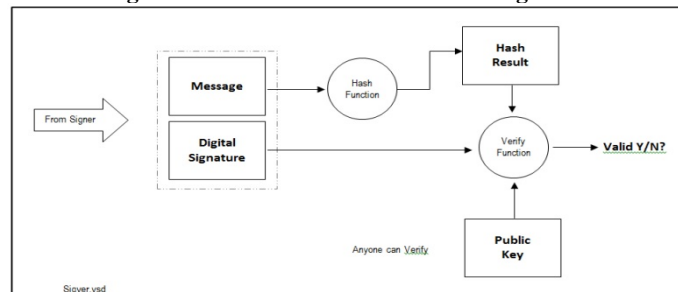 Hash
Result
Message
Hash
Function
From Signer
Digital
Signature
Verify
Function
Valid Y/N?
Anyone can Verify
Public
Key
Sigver.vsd